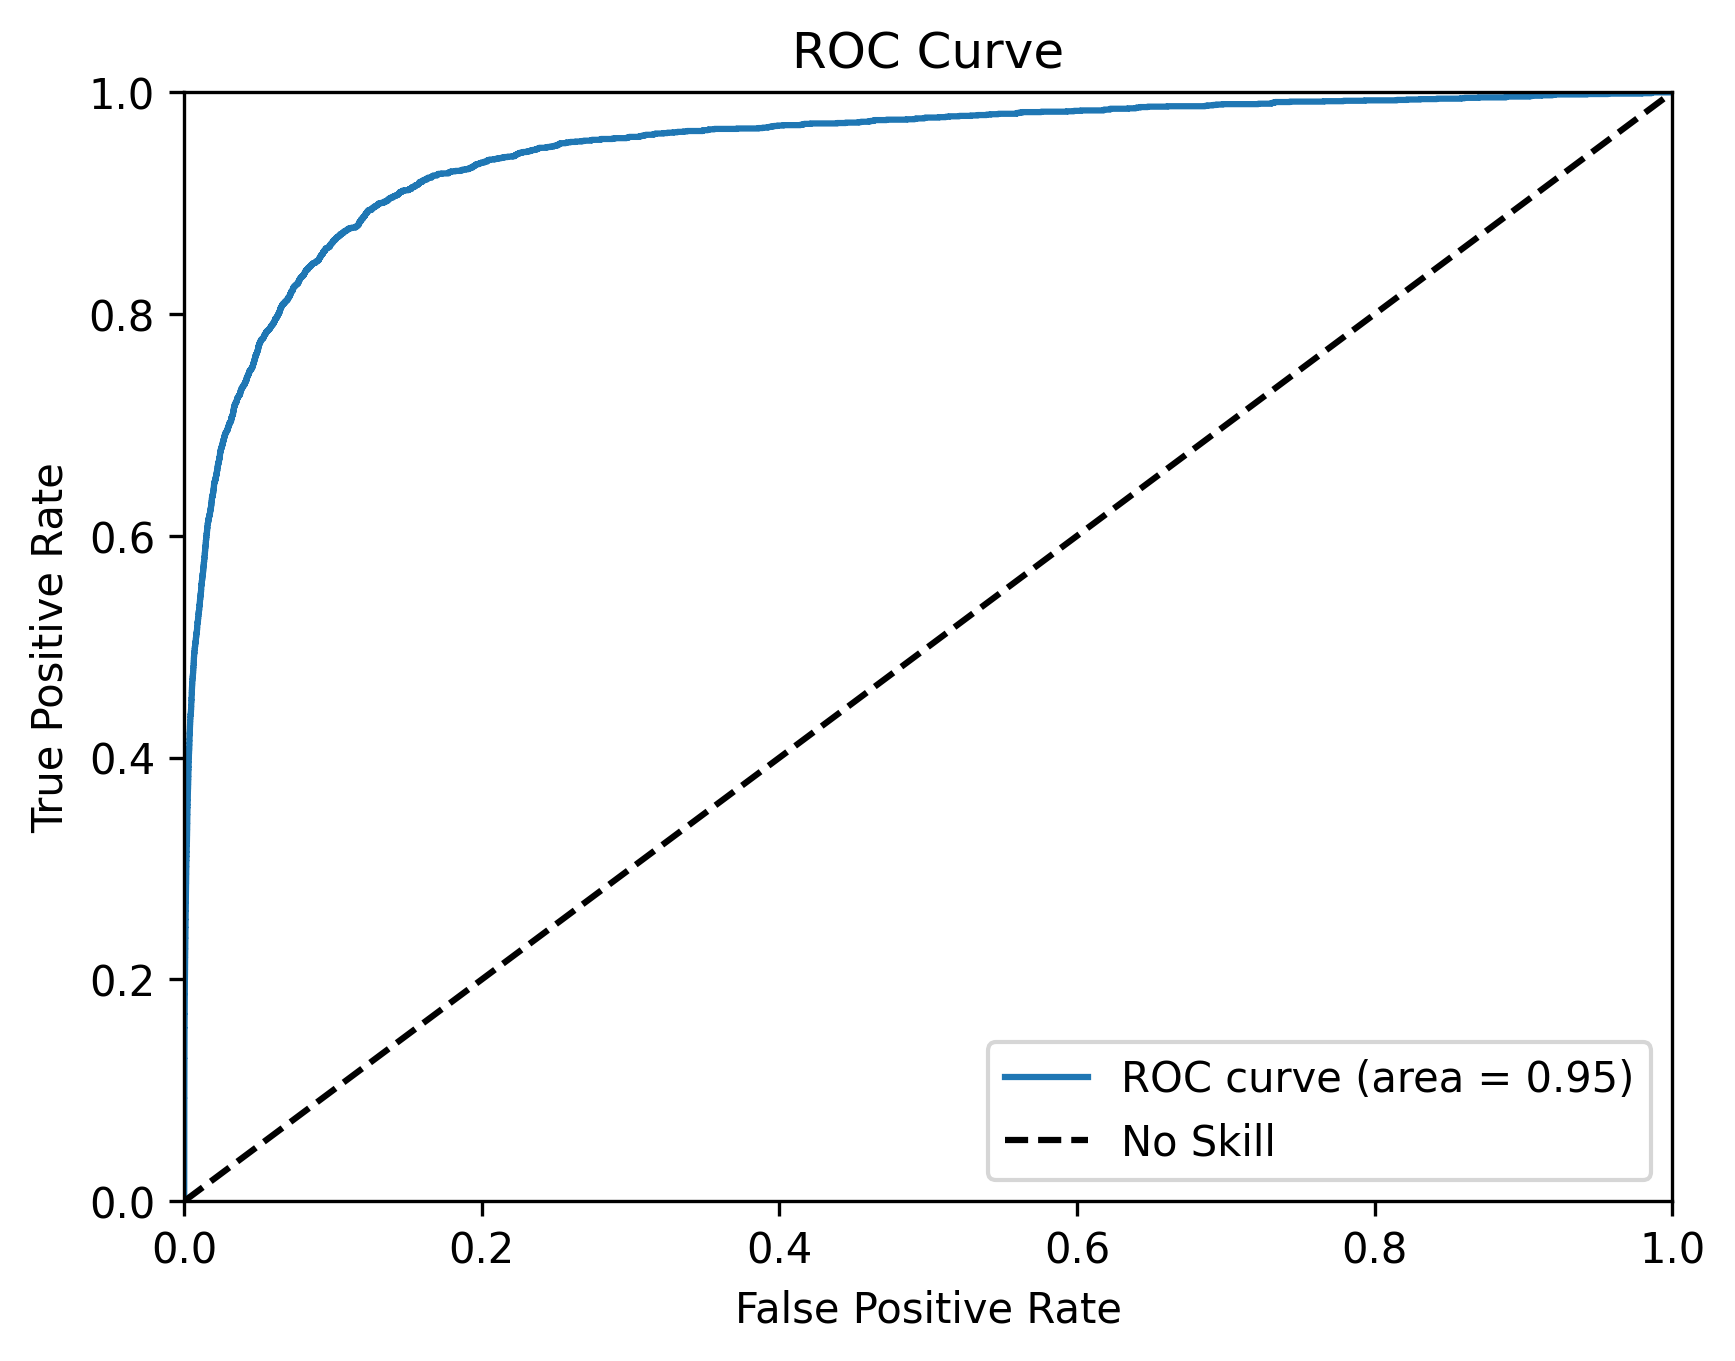 ROC Curve
1.0
0.8
0.6
0.4
0.2
0.0
True Positive Rate
0.0 0.2 0.4 0.6 0.8 1.0
False Positive Rate
ROC curve (area = 0.95)
No Skill